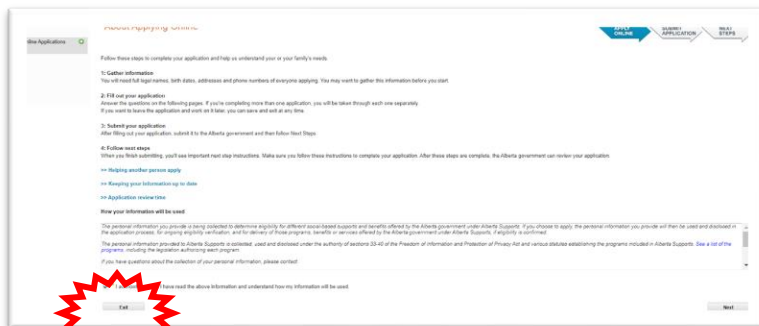 About Applying Online
APPLY ONLINE
SUBMIT APPLICATION
NEXT STEPS
Online Applications
Follow these steps to complete your application and help us understand your or your family's needs.
1: Gather information
You will need full legal names, birth dates, addresses and phone numbers of everyone applying. You may want to gather this information before you start.
2: Fill out your application
Answer the questions on the following pages. If you're completing more than one application, you will be taken through each one separately.
If you want to leave the application and work on it later, you can save and exit at any time.
3: Submit your application
After filling out your application, submit it to the Alberta government and then follow Next Steps.
4: Follow next steps
When you finish submitting, you'll see important next step instructions. Make sure you follow these instructions to complete your application. After these steps are complete, the Alberta government can review your application.
>> Helping another person apply
>> Keeping your information up to date
>> Application review time
How your information will be used
The personal information you provide is being collected to determine eligibility for different social-based supports and benefits offered by the Alberta government under Alberta Supports. If you choose to apply, the personal information you provide will then be used and disclosed in
the application process, for ongoing eligibility verification, and for delivery of those programs, benefits or services offered by the Alberta government under Alberta Supports, if eligibility is confirmed.
The personal information provided to Alberta Supports is collected, used and disclosed under the authority of sections 33-40 of the Freedom of Information and Protection of Privacy Act and various statutes establishing the programs included in Alberta Supports. See a list of the
programs, including the legislation authorizing each program.
If you have questions about the collection of your personal information, please contact:
have read the above information and understand how my information will be used.
Exit
Next